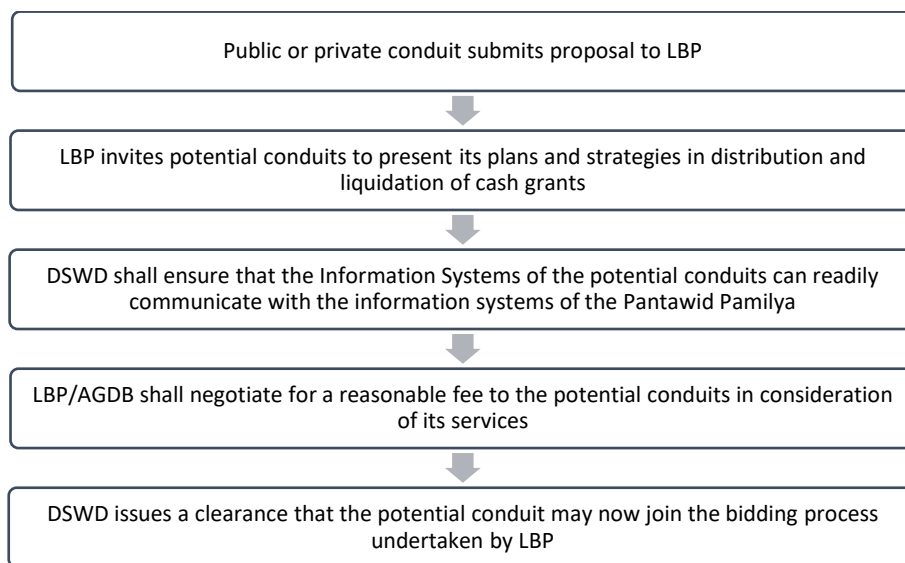 Public or private conduit submits proposal to LBP
LBP invites potential conduits to present its plans and strategies in distribution and
liquidation of cash grants
DSWD shall ensure that the Information Systems of the potential conduits can readily
communicate with the information systems of the Pantawid Pamilya
LBP/AGDB shall negotiate for a reasonable fee to the potential conduits in consideration
of its services
DSWD issues a clearance that the potential conduit may now join the bidding process
undertaken by LBP